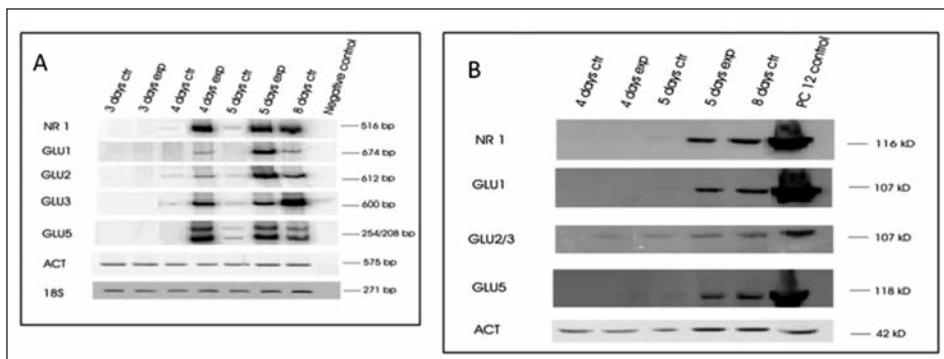 A
3 days ctr
3 days exp
4 days ctr
4 days exp
5 days ctr
5 days exp
8 days ctr
Negative control
NR 1
516 bp
GLU1
674 bp
GLU2
612 bp
GLU3
600 bp
GLU5
254/208 bp
ACT
575 bp
18S
271 bp
B
4 days ctr
4 days exp
5 days ctr
5 days exp
8 days ctr
PC 12 control
NR 1
116 kD
GLU1
107 kD
GLU2/3
107 kD
GLU5
118 kD
ACT
42 kD